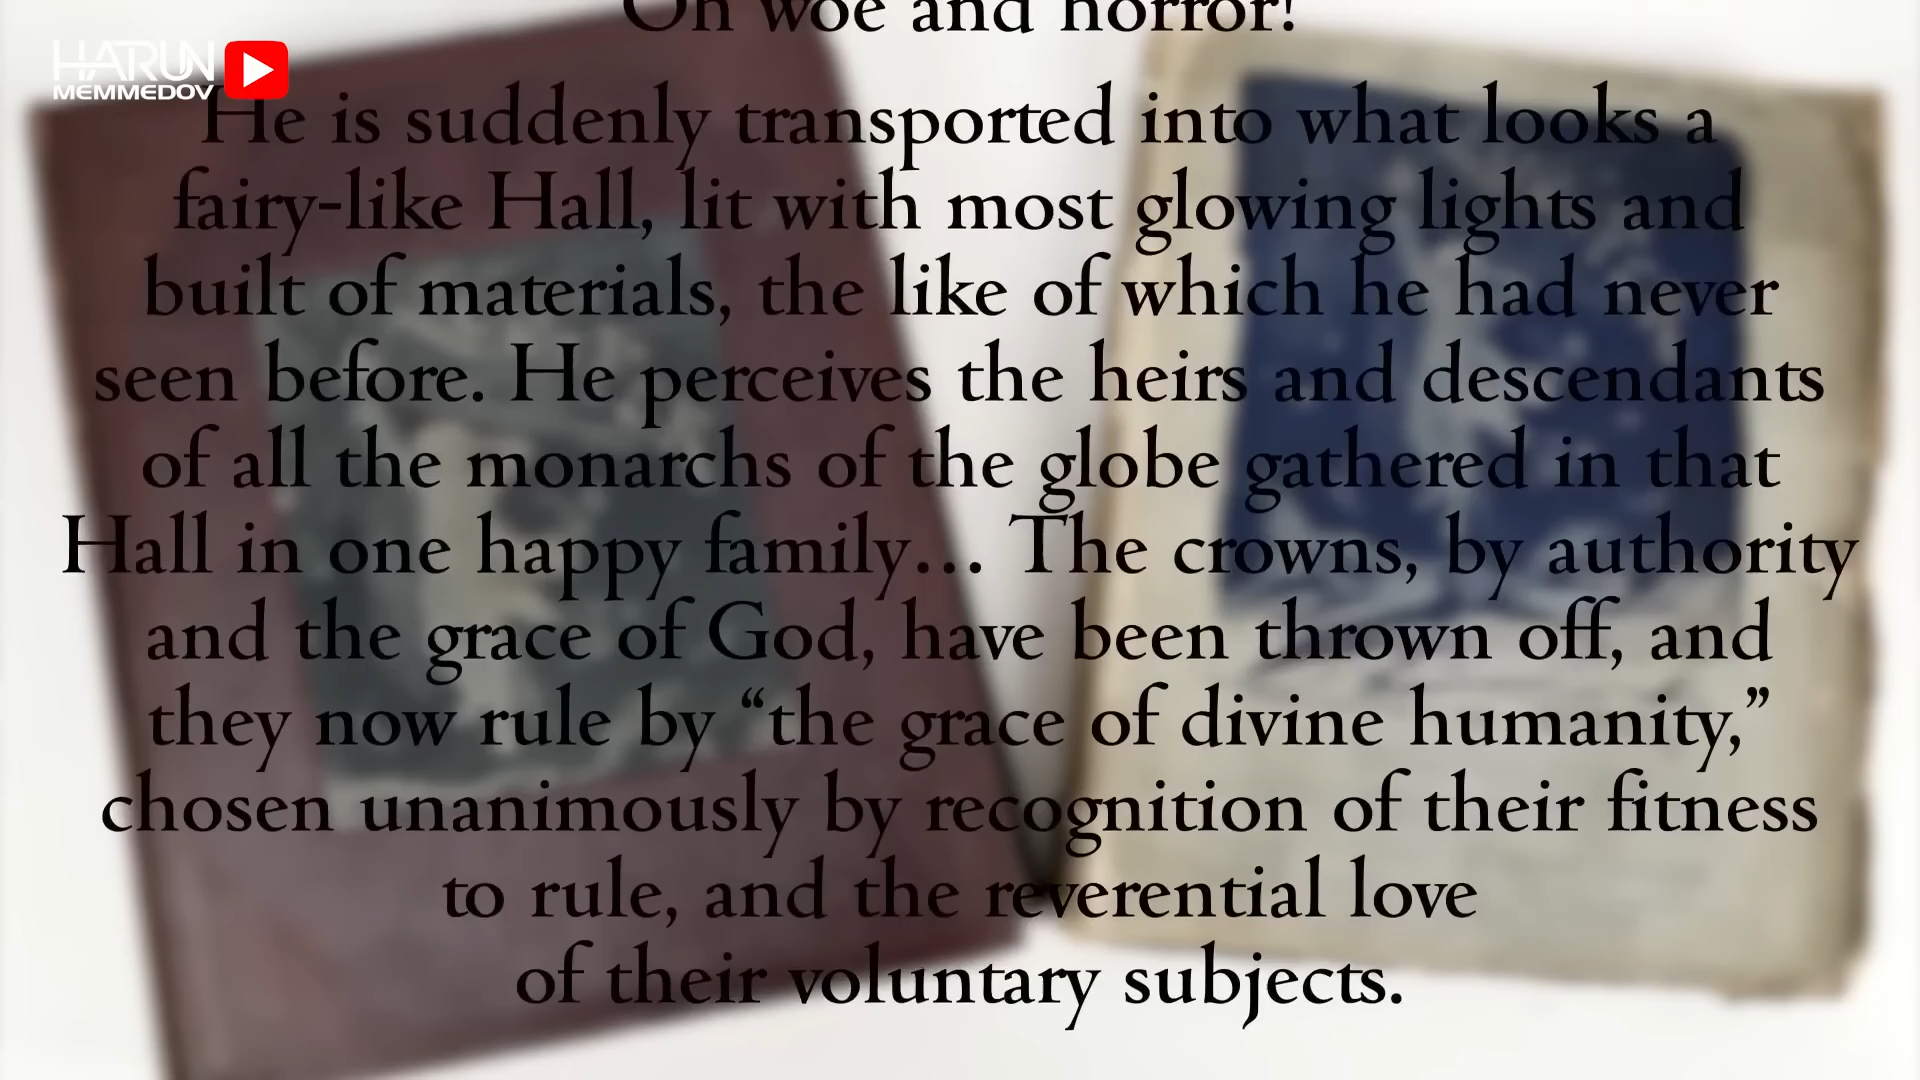 Oh woe and horror!
HARUN
MEMMEDOV
He is suddenly transported into what looks a
fairy-like Hall, lit with most glowing lights and
built of materials, the like of which he had never
seen before. He perceives the heirs and descendants
of all the monarchs of the globe gathered in that
Hall in one happy family... The crowns, by authority
and the grace of God, have been thrown off, and
they now rule by “the grace of divine humanity,”
chosen unanimously by recognition of their fitness
to rule, and the reverential love
of their voluntary subjects.